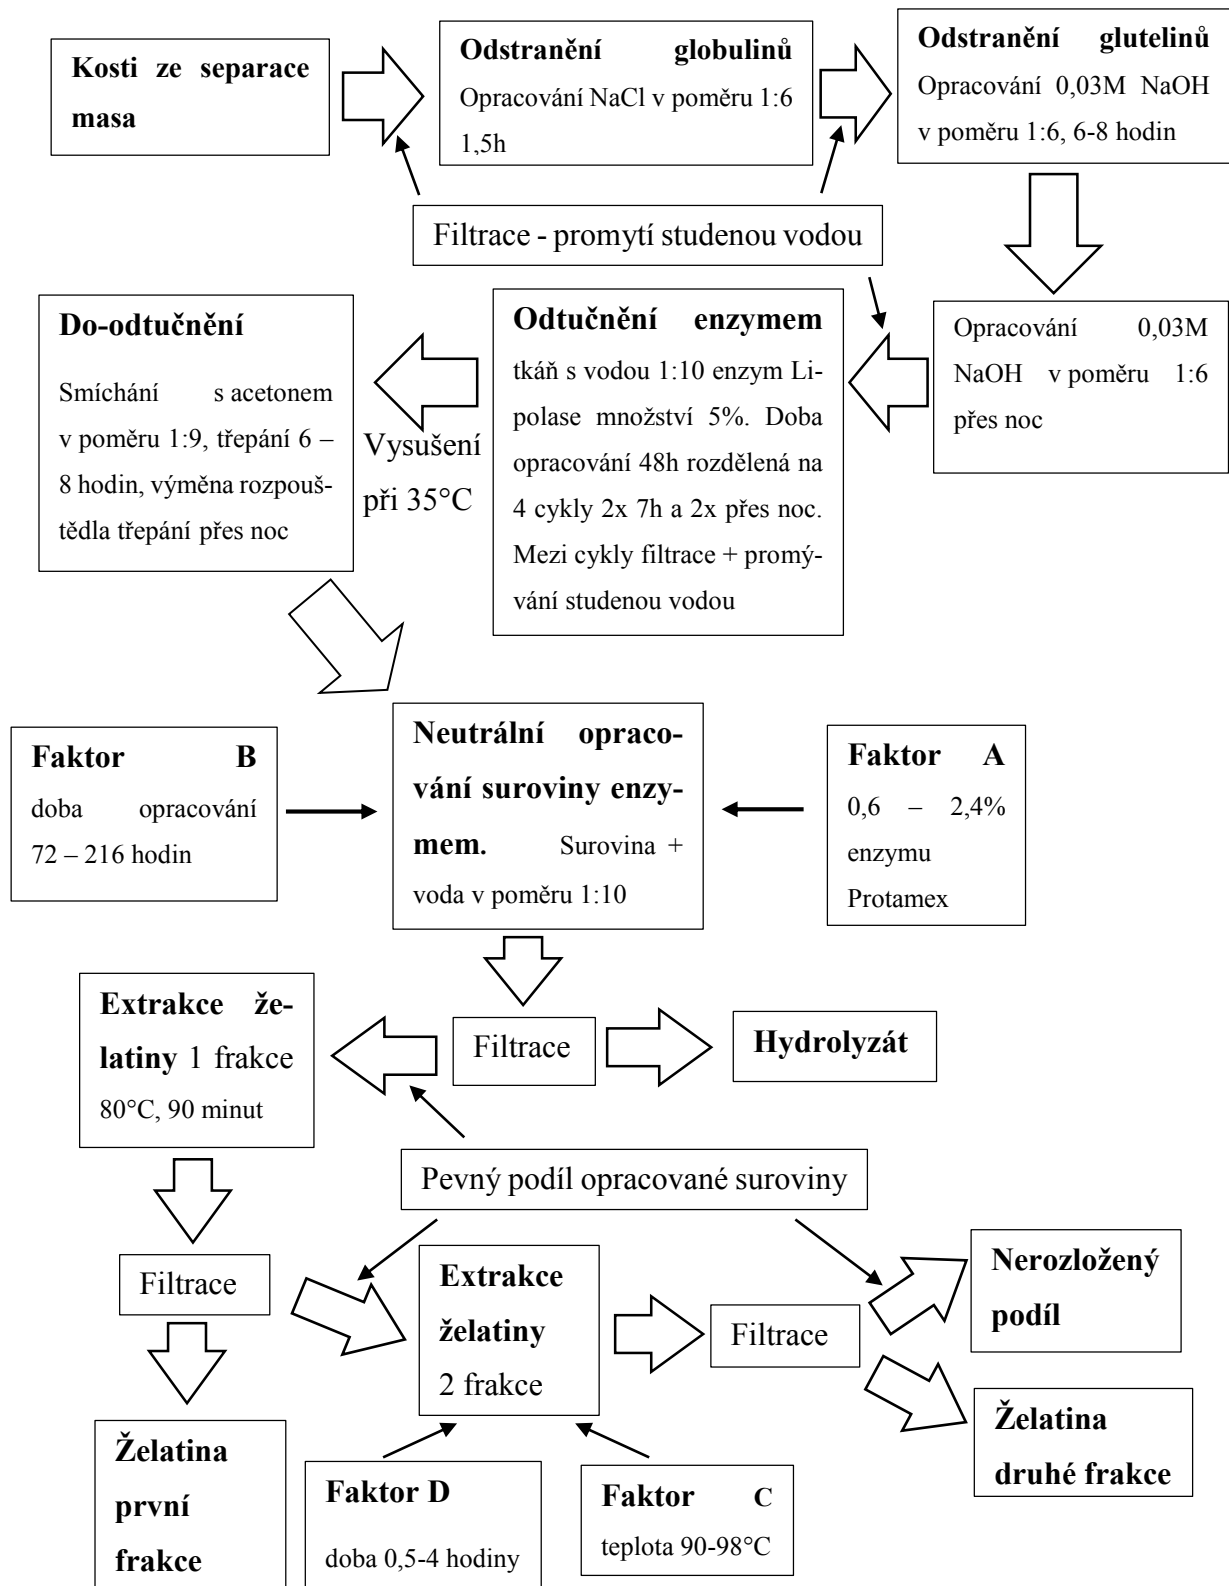 Kosti ze separace
masa
Odstranění globulinů
Opracování NaCl v poměru 1:6
1,5h
Odstranění glutelinů
Opracování 0,03M NaOH
v poměru 1:6, 6-8 hodin
Filtrace - promytí studenou vodou
Do-odtučnění
Smíchání s acetonem
v poměru 1:9, třepání 6 –
8 hodin, výměna rozpouš-
tědla třepání přes noc
Vysušení
při 35°C
Odtučnění enzymem
tkáň s vodou 1:10 enzym Li-
polase množství 5%. Doba
opracování 48h rozdělená na
4 cykly 2x 7h a 2x přes noc.
Mezi cykly filtrace + promý-
vání studenou vodou
Opracování 0,03M
NaOH v poměru 1:6
přes noc
Faktor B
doba opracování
72 – 216 hodin
Neutrální opraco-
vání suroviny enzy-
mem. Surovina +
voda v poměru 1:10
Faktor A
0,6 – 2,4%
enzymu
Protamex
Extrakce že-
latiny 1 frakce
80°C, 90 minut
Filtrace
Hydrolyzát
Pevný podíl opracované suroviny
Filtrace
Extrakce
želatiny
2 frakce
Filtrace
Nerozložený
podíl
Želatina
první
frakce
Faktor D
doba 0,5-4 hodiny
Faktor C
teplota 90-98°C
Želatina
druhé frakce